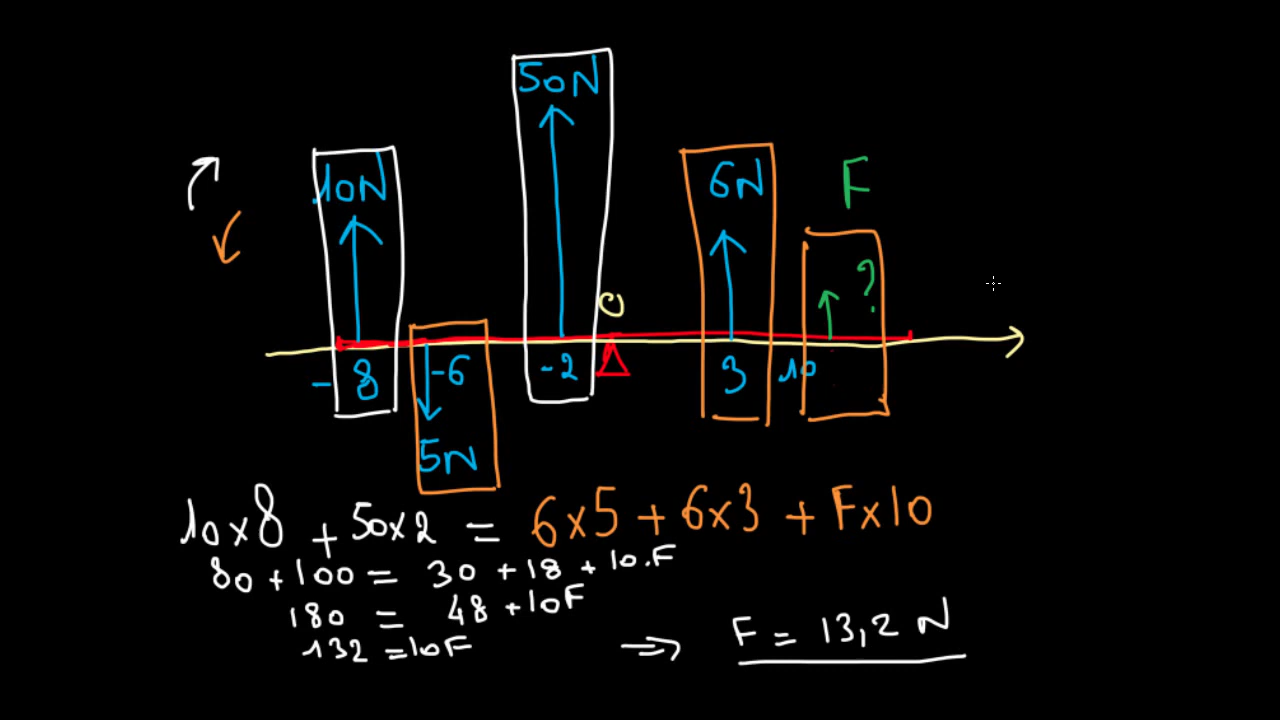 50N
10N
6N
F
?
O
-8
-6
-2
3
10
5N
10x8 + 50x2 = 6x5 + 6x3 + Fx10
80 + 100 = 30 + 18 + 10.F
180 = 48 + 10F
132 = 10F
⇒ F = 13,2 N